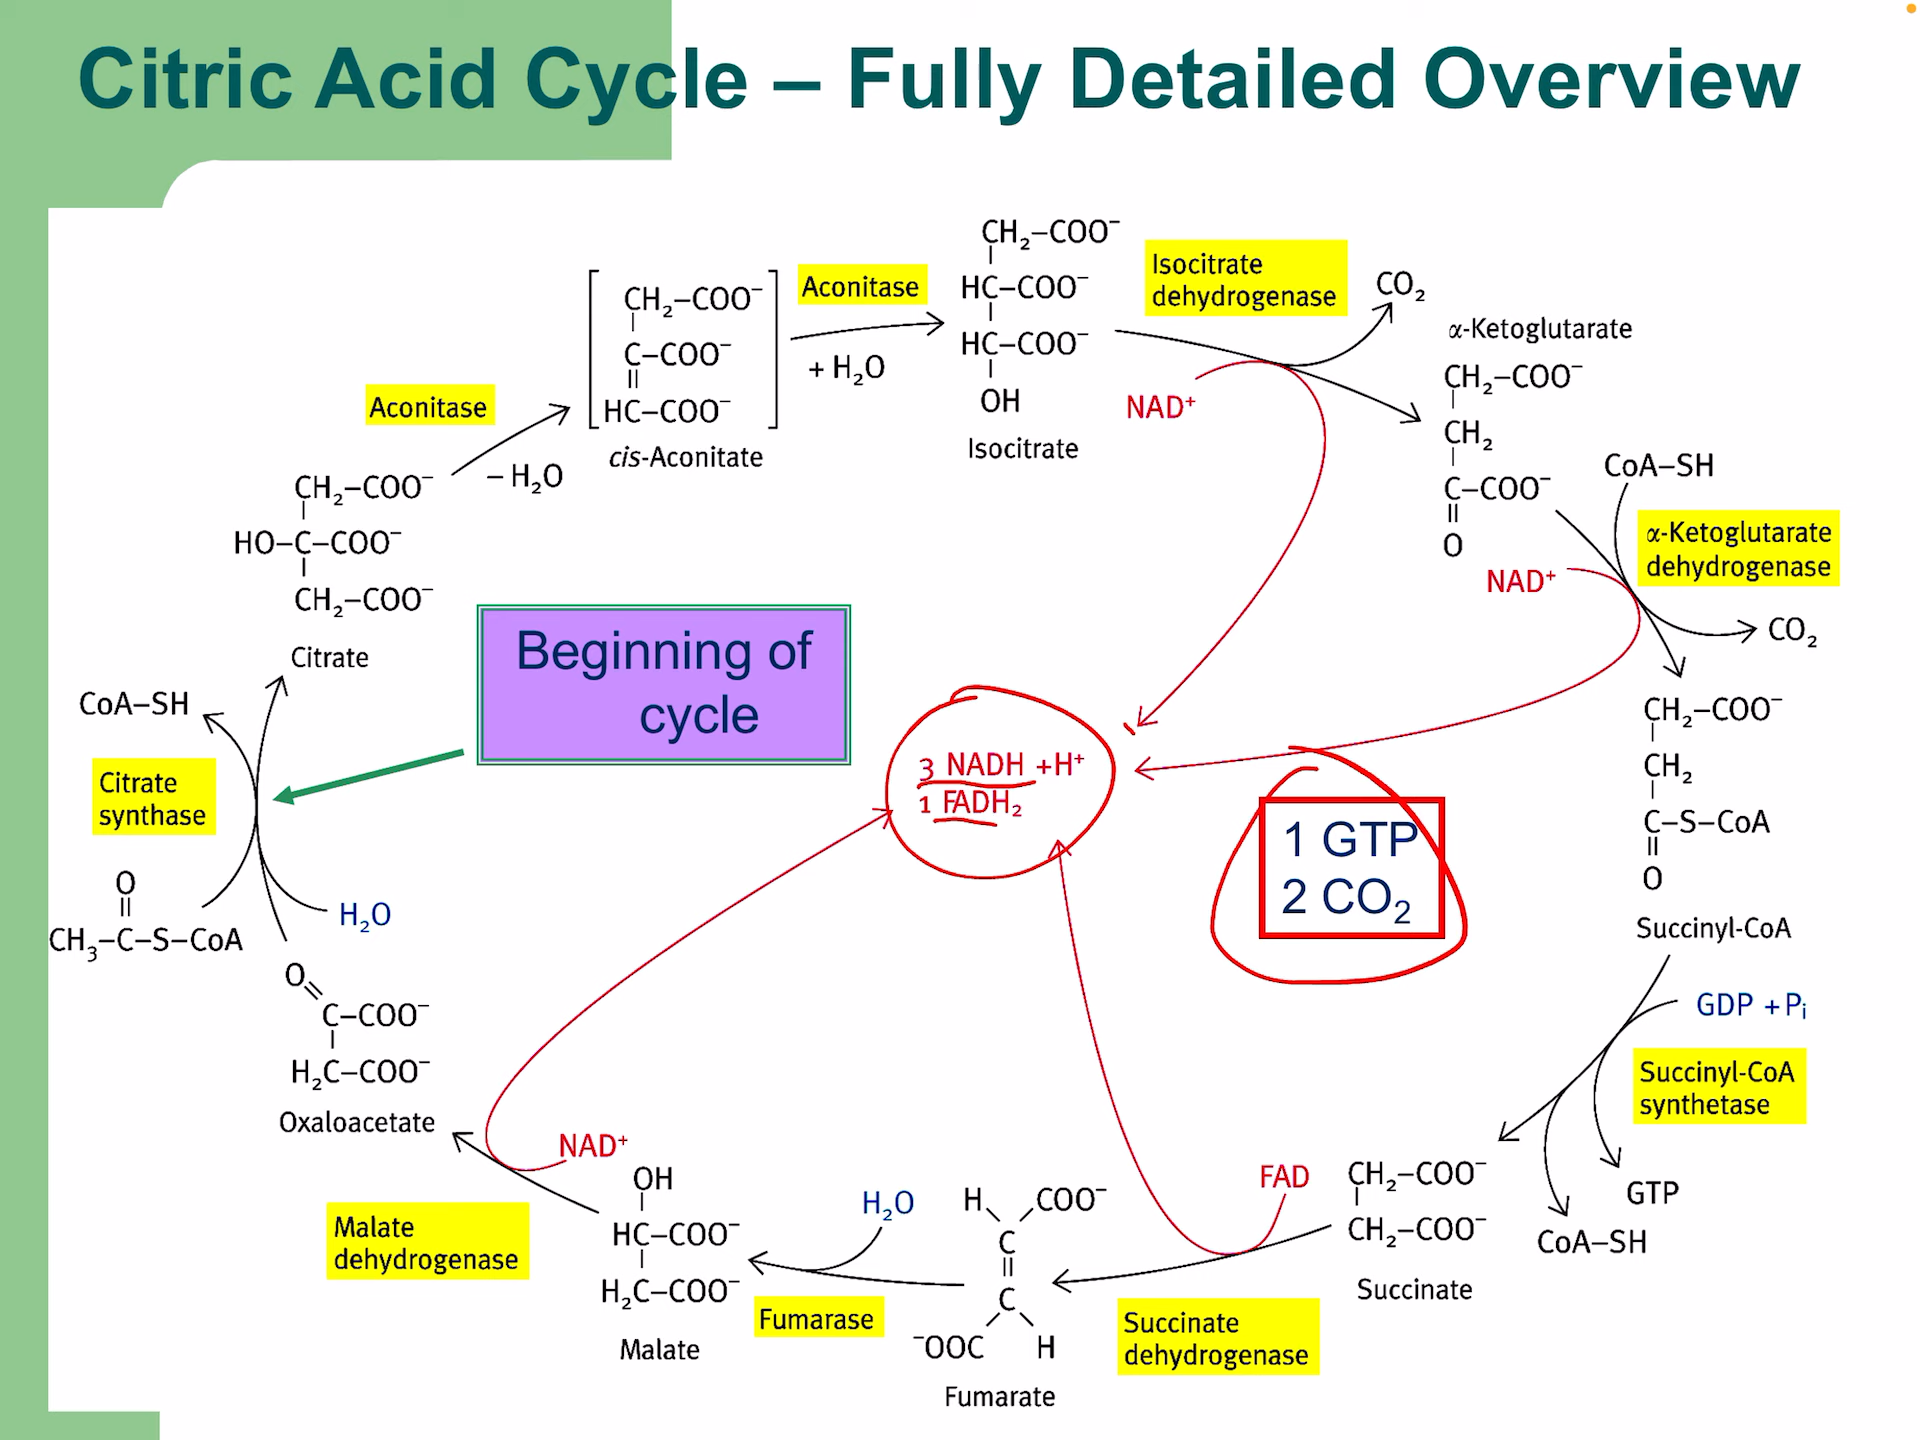 Citric Acid Cycle – Fully Detailed Overview
CH₂–COO⁻
HC–COO⁻
HC–COO⁻
OH
Isocitrate
Isocitrate
dehydrogenase
CO₂
NAD⁺
α-Ketoglutarate
CH₂–COO⁻
CH₂
C–COO⁻
O
CoA–SH
α-Ketoglutarate
dehydrogenase
NAD⁺
CO₂
CH₂–COO⁻
CH₂
C–S–CoA
O
Succinyl-CoA
GDP + Pᵢ
Succinyl-CoA
synthetase
GTP
CoA–SH
CH₂–COO⁻
CH₂–COO⁻
Succinate
FAD
Succinate
dehydrogenase
H COO⁻
C
C
⁻OOC H
Fumarate
H₂O
Fumarase
OH
HC–COO⁻
H₂C–COO⁻
Malate
NAD⁺
Malate
dehydrogenase
O
C–COO⁻
H₂C–COO⁻
Oxaloacetate
H₂O
O
CH₃–C–S–CoA
Citrate
synthase
CoA–SH
Beginning of
cycle
CH₂–COO⁻
HO–C–COO⁻
CH₂–COO⁻
Citrate
Aconitase
– H₂O
CH₂–COO⁻
C–COO⁻
HC–COO⁻
cis-Aconitate
Aconitase
+ H₂O
3 NADH +H⁺
1 FADH₂
1 GTP
2 CO₂